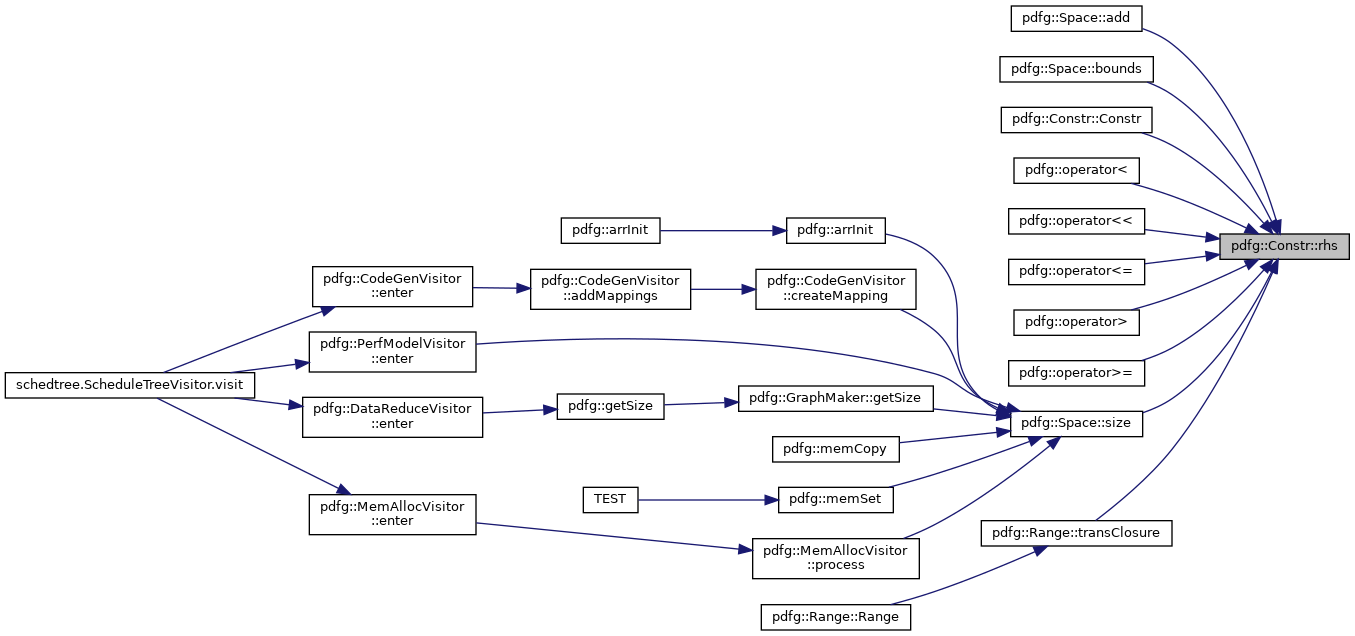 pdfg::Space::add
pdfg::Space::bounds
pdfg::Constr::Constr
pdfg::operator<
pdfg::operator<<
pdfg::Constr::rhs
pdfg::operator<=
pdfg::operator>
pdfg::operator>=
pdfg::arrInit
pdfg::arrInit
pdfg::CodeGenVisitor
::enter
pdfg::CodeGenVisitor
::addMappings
pdfg::CodeGenVisitor
::createMapping
pdfg::PerfModelVisitor
::enter
schedtree.ScheduleTreeVisitor.visit
pdfg::DataReduceVisitor
::enter
pdfg::getSize
pdfg::GraphMaker::getSize
pdfg::Space::size
pdfg::memCopy
TEST
pdfg::memSet
pdfg::MemAllocVisitor
::enter
pdfg::MemAllocVisitor
::process
pdfg::Range::transClosure
pdfg::Range::Range